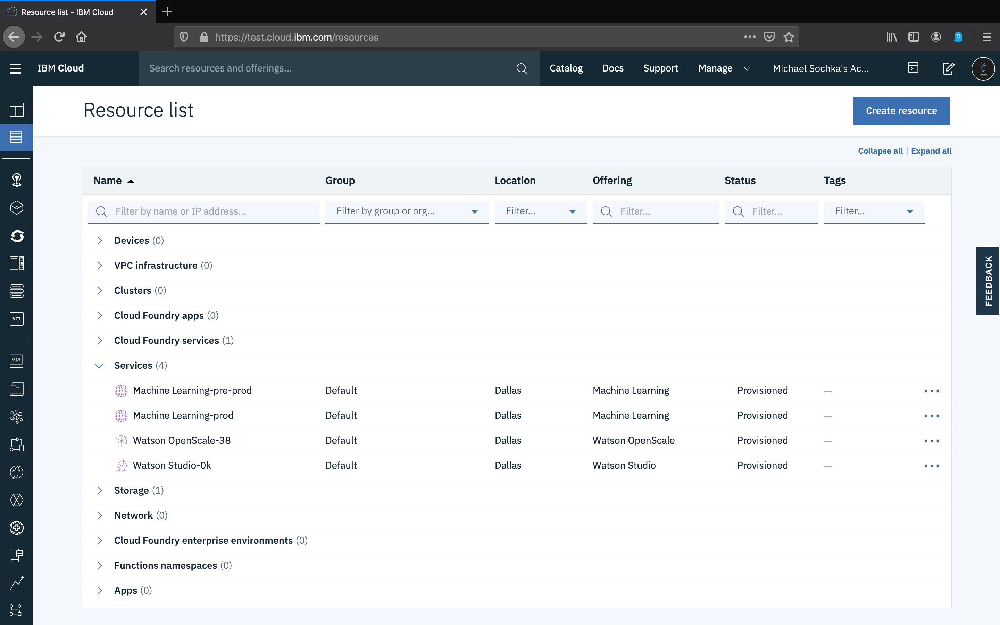 Resource list - IBM Cloud
https://test.cloud.ibm.com/resources
IBM Cloud
Search resources and offerings...
Catalog
Docs
Support
Manage
Michael Sochka's Ac...
Resource list
Create resource
Collapse all | Expand all
Name Group Location Offering Status Tags
Filter by name or IP address... Filter by group or org... Filter... Filter... Filter... Filter...
Devices (0)
VPC infrastructure (0)
Clusters (0)
Cloud Foundry apps (0)
Cloud Foundry services (1)
Services (4)
Machine Learning-pre-prod Default Dallas Machine Learning Provisioned —
Machine Learning-prod Default Dallas Machine Learning Provisioned —
Watson OpenScale-38 Default Dallas Watson OpenScale Provisioned —
Watson Studio-0k Default Dallas Watson Studio Provisioned —
Storage (1)
Network (0)
Cloud Foundry enterprise environments (0)
Functions namespaces (0)
Apps (0)
vm
api
FEEDBACK